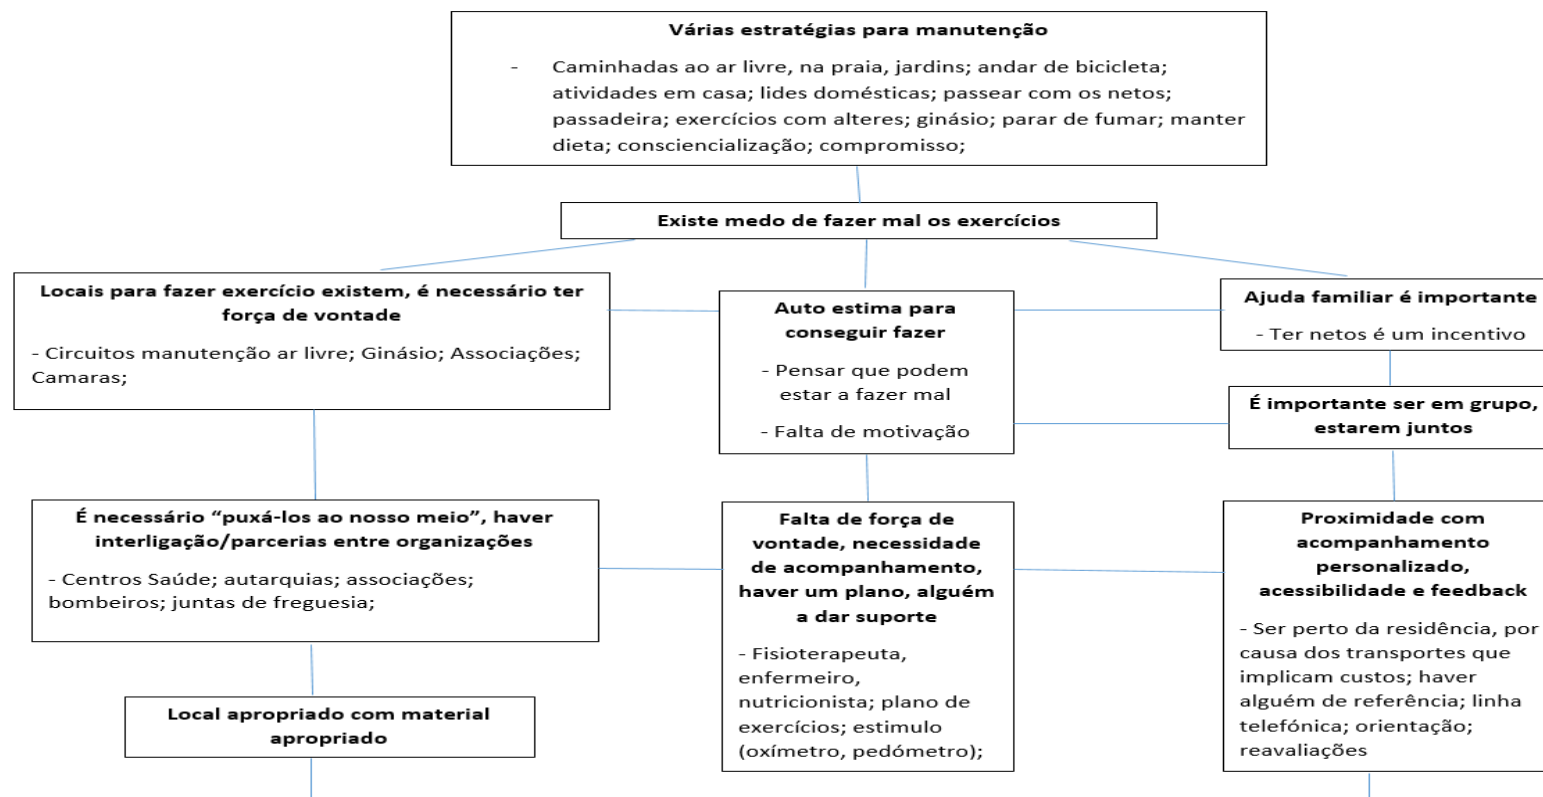 Várias estratégias para manutenção
- Caminhadas ao ar livre, na praia, jardins; andar de bicicleta;
atividades em casa; lides domésticas; passear com os netos;
passadeira; exercícios com alteres; ginásio; parar de fumar; manter
dieta; consciencialização; compromisso;
Existe medo de fazer mal os exercícios
Locais para fazer exercício existem, é necessário ter
força de vontade
- Circuitos manutenção ar livre; Ginásio; Associações;
Camaras;
Auto estima para
conseguir fazer
- Pensar que podem
estar a fazer mal
- Falta de motivação
Ajuda familiar é importante
- Ter netos é um incentivo
É importante ser em grupo,
estarem juntos
É necessário “puxá-los ao nosso meio”, haver
interligação/parcerias entre organizações
- Centros Saúde; autarquias; associações;
bombeiros; juntas de freguesia;
Falta de força de
vontade, necessidade
de acompanhamento,
haver um plano, alguém
a dar suporte
- Fisioterapeuta,
enfermeiro,
nutricionista; plano de
exercícios; estimulo
(oxímetro, pedómetro);
Proximidade com
acompanhamento
personalizado,
acessibilidade e feedback
- Ser perto da residência, por
causa dos transportes que
implicam custos; haver
alguém de referência; linha
telefónica; orientação;
reavaliações
Local apropriado com material
apropriado